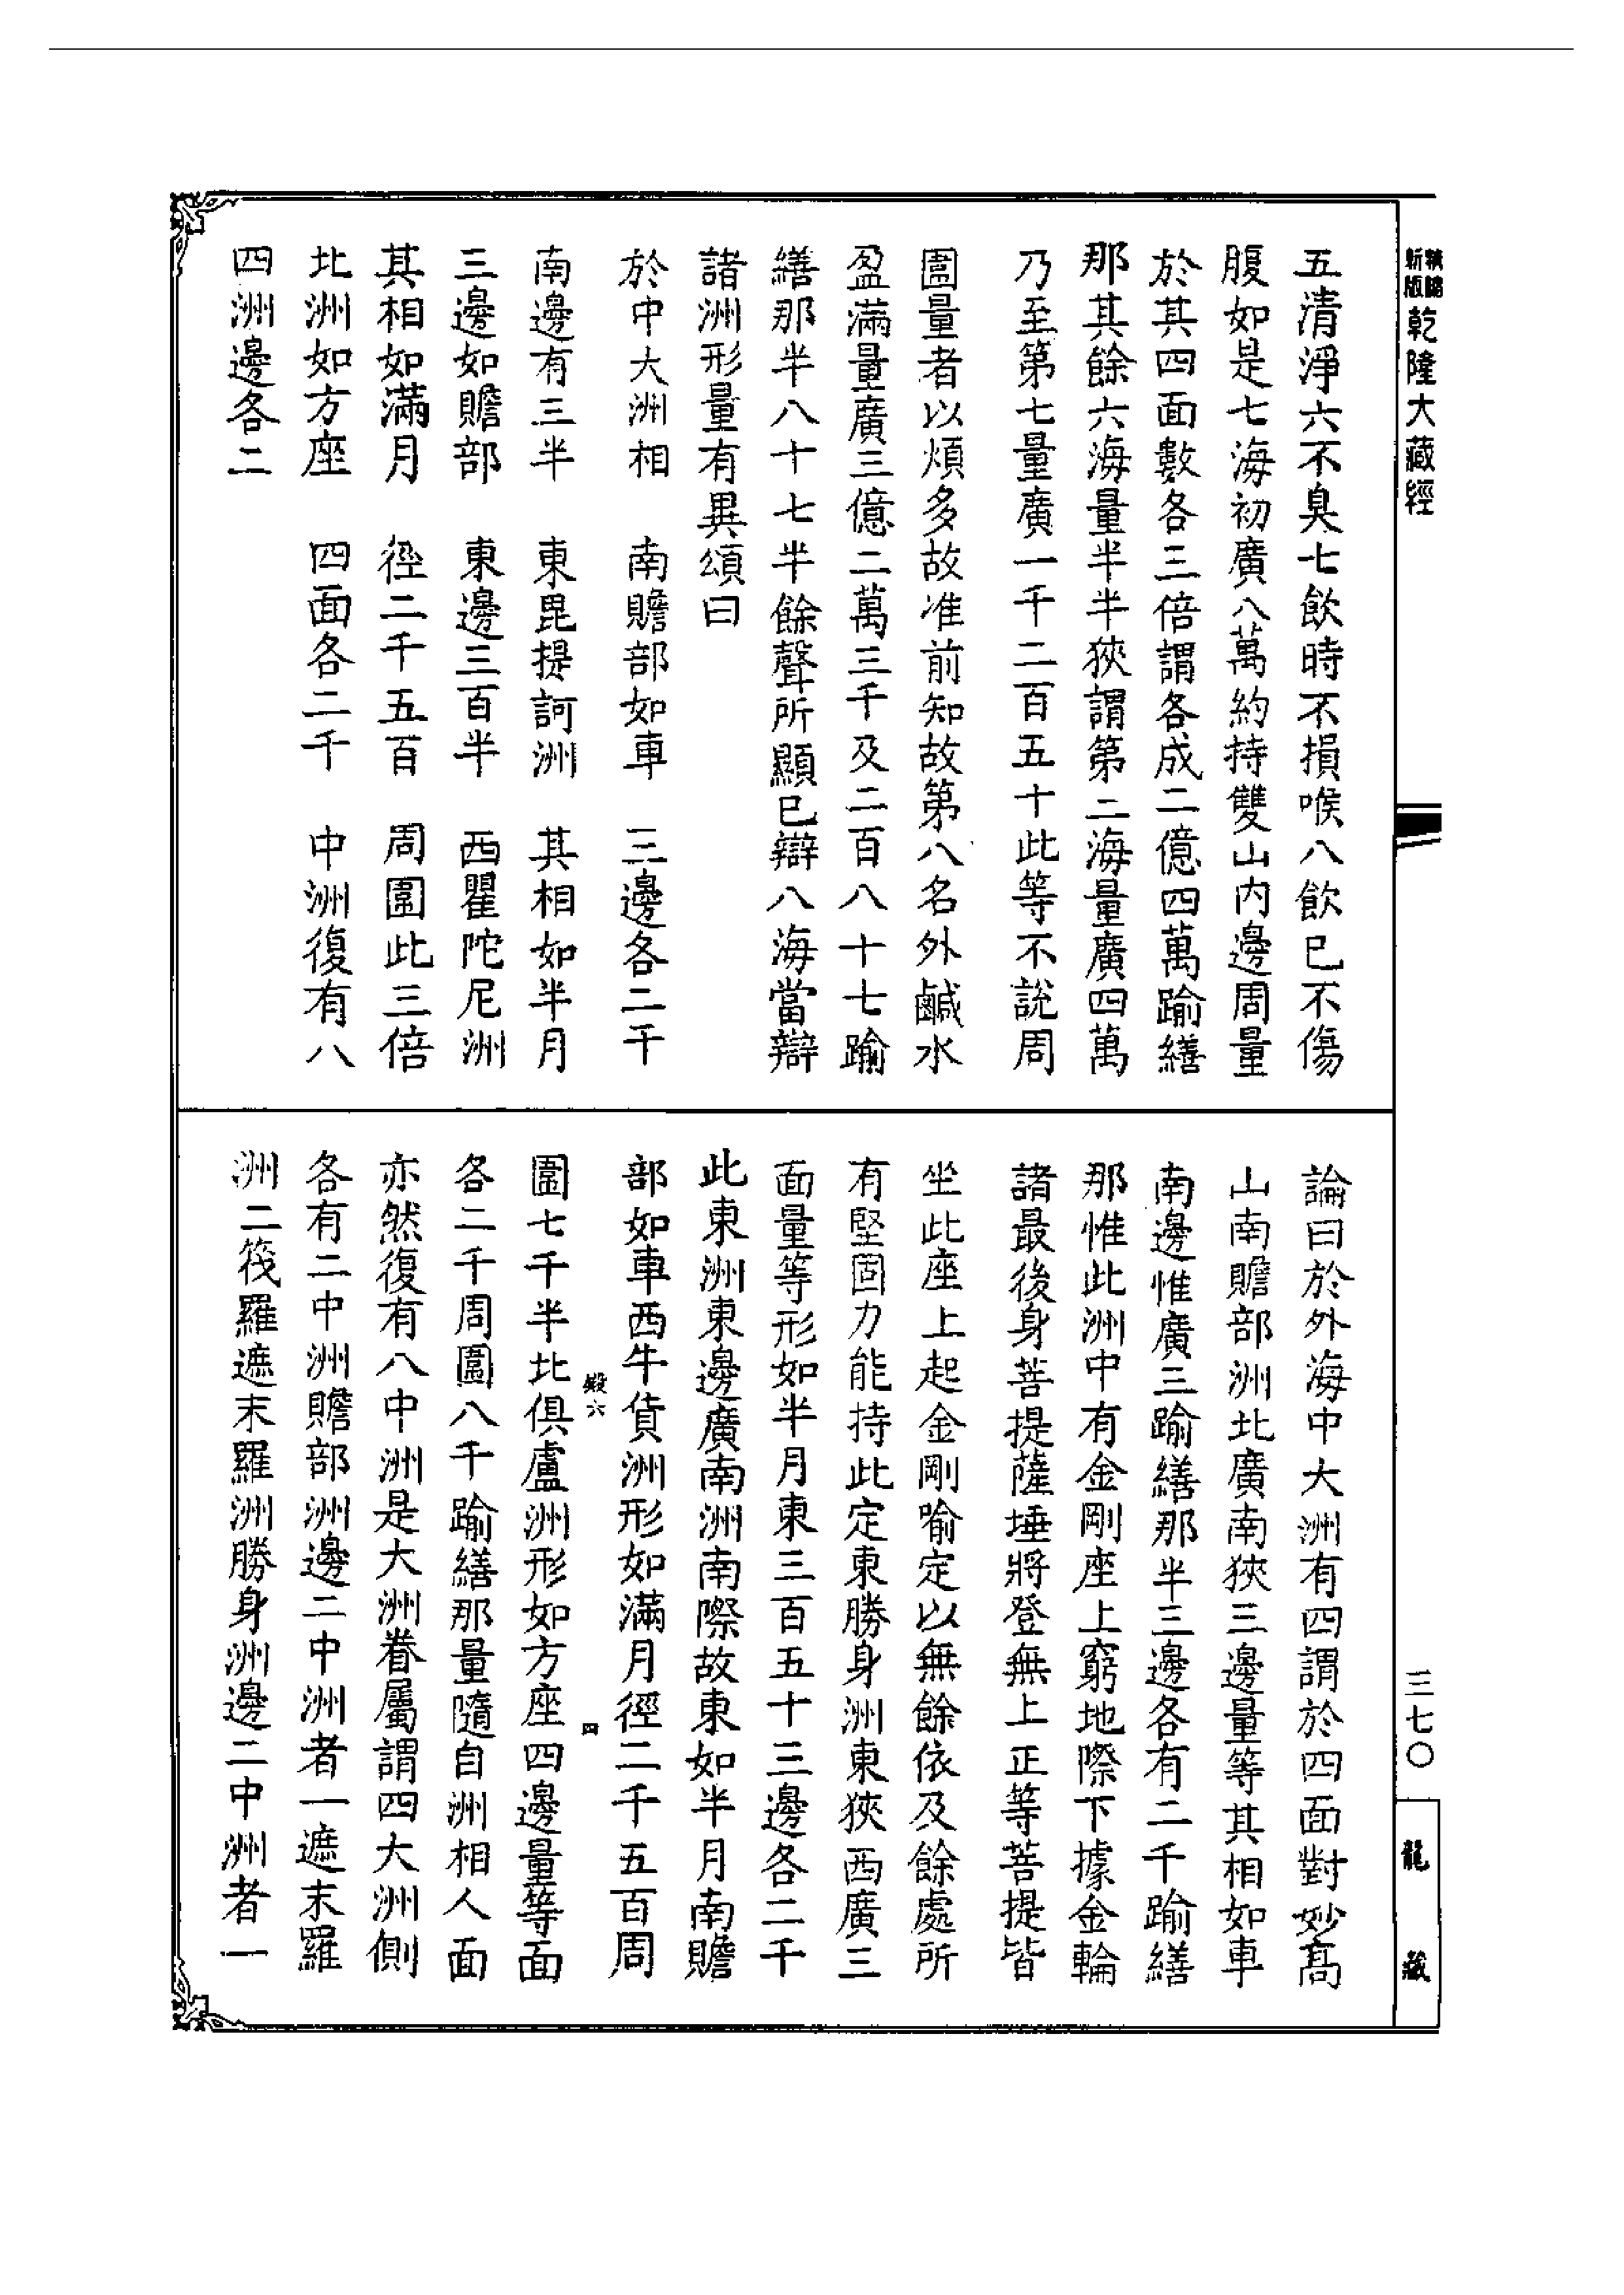 新版
乾隆大藏經
五清淨六不臭七飲時不損喉八飲已不傷
腹如是七海初廣八萬約持雙山內邊周量
於其四面數各三倍謂各成二億四萬踰繕
那其餘六海量半半狹謂第二海量廣四萬
乃至第七量廣一千二百五十此等不說周
圍量者以煩多故准前知故第八名外鹹水
盈滿量廣三億二萬三千及二百八十七踰
繕那半八十七半餘聲所顯已辯八海當辯
諸洲形量有異頌曰
於中大洲相 南贍部如車 三邊各二千
南邊有三半 東毘提訶洲 其相如半月
三邊如贍部 東邊三百半 西瞿陀尼洲
其相如滿月 徑二千五百 周圍此三倍
北洲如方座 四面各二千 中洲復有八
四洲邊各二
論曰於外海中大洲有四謂於四面對妙高
山南贍部洲北廣南狹三邊量等其相如車
南邊惟廣三踰繕那半三邊各有二千踰繕
那惟此洲中有金剛座上窮地際下據金輪
諸最後身菩提薩埵將登無上正等菩提皆
坐此座上起金剛喻定以無餘依及餘處所
有堅固力能持此定東勝身洲東狹西廣三
面量等形如半月東三百五十三邊各二千
此東洲東邊廣南洲南際故東如半月南贍
部如車西牛貨洲形如滿月徑二千五百周
圍七千半北俱盧洲形如方座四邊量等面
各二千周圍八千踰繕那量隨自洲相人面
亦然復有八中洲是大洲眷屬謂四大洲側
各有二中洲贍部洲邊二中洲者一遮末羅
洲二筏羅遮末羅洲勝身洲邊二中洲者一
六
四
三七〇
龍藏